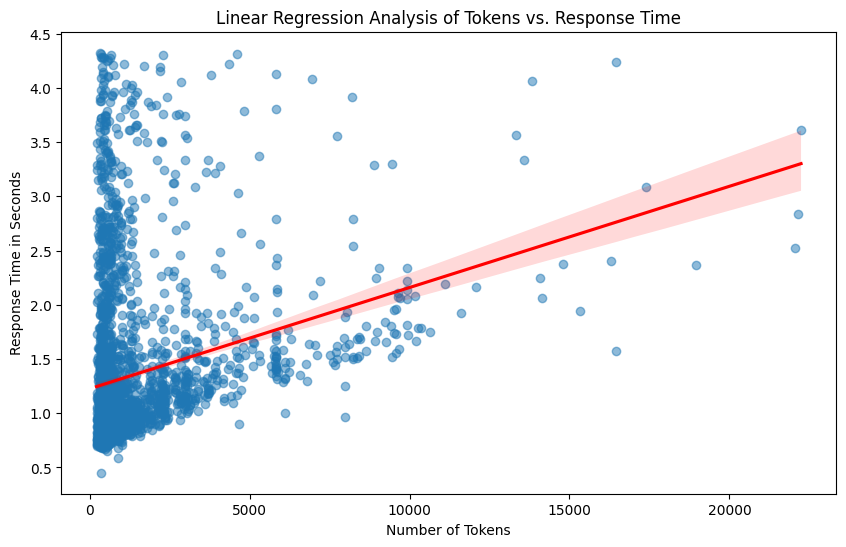 Linear Regression Analysis of Tokens vs. Response Time
4.5
4.0
3.5
3.0
2.5
2.0
1.5
1.0
0.5
Response Time in Seconds
0 5000 10000 15000 20000
Number of Tokens